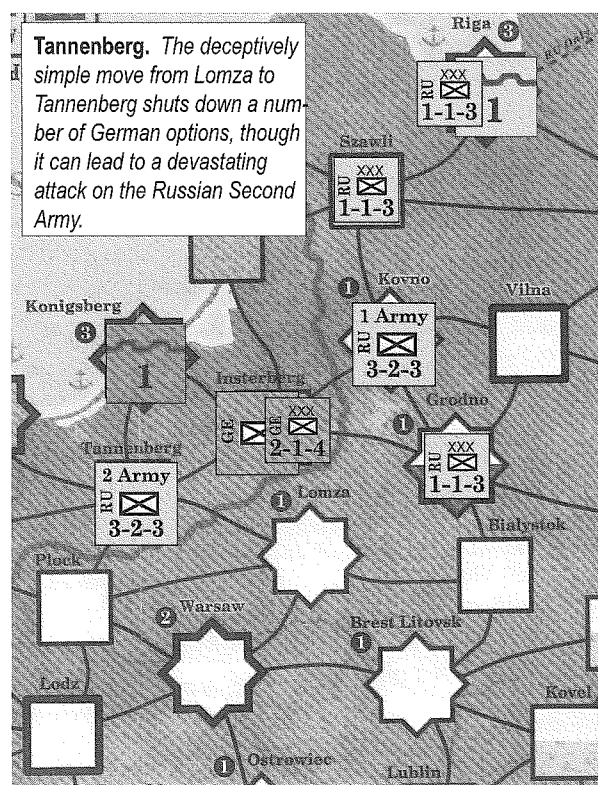 Tannenberg. The deceptively
simple move from Lomza to
Tannenberg shuts down a num-
ber of German options, though
it can lead to a devastating
attack on the Russian Second
Army.
Riga 3
XXX
RU
1-1-3
1
Szawli
XXX
RU
1-1-3
1 Kovno
Vilna
1 Army
RU
3-2-3
Konigsberg
3
1
Insterberg
GE
XXX
GE
2-1-4
Grodno
1
XXX
RU
1-1-3
Tannenberg
2 Army
RU
3-2-3
1 Lomza
Bialystok
Plock
2 Warsaw
Brest Litovsk
1
Lodz
Kovel
1 Ostrowiec
Lublin